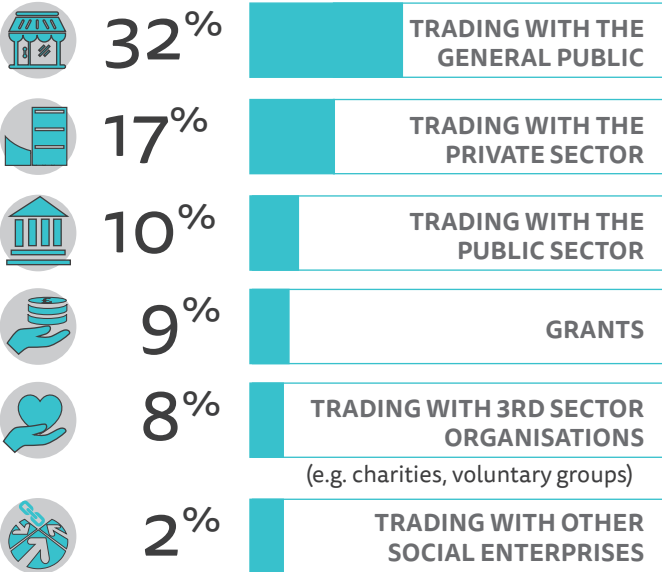 32%
TRADING WITH THE
GENERAL PUBLIC
17%
TRADING WITH THE
PRIVATE SECTOR
10%
TRADING WITH THE
PUBLIC SECTOR
9%
GRANTS
8%
TRADING WITH 3RD SECTOR
ORGANISATIONS
(e.g. charities, voluntary groups)
2%
TRADING WITH OTHER
SOCIAL ENTERPRISES